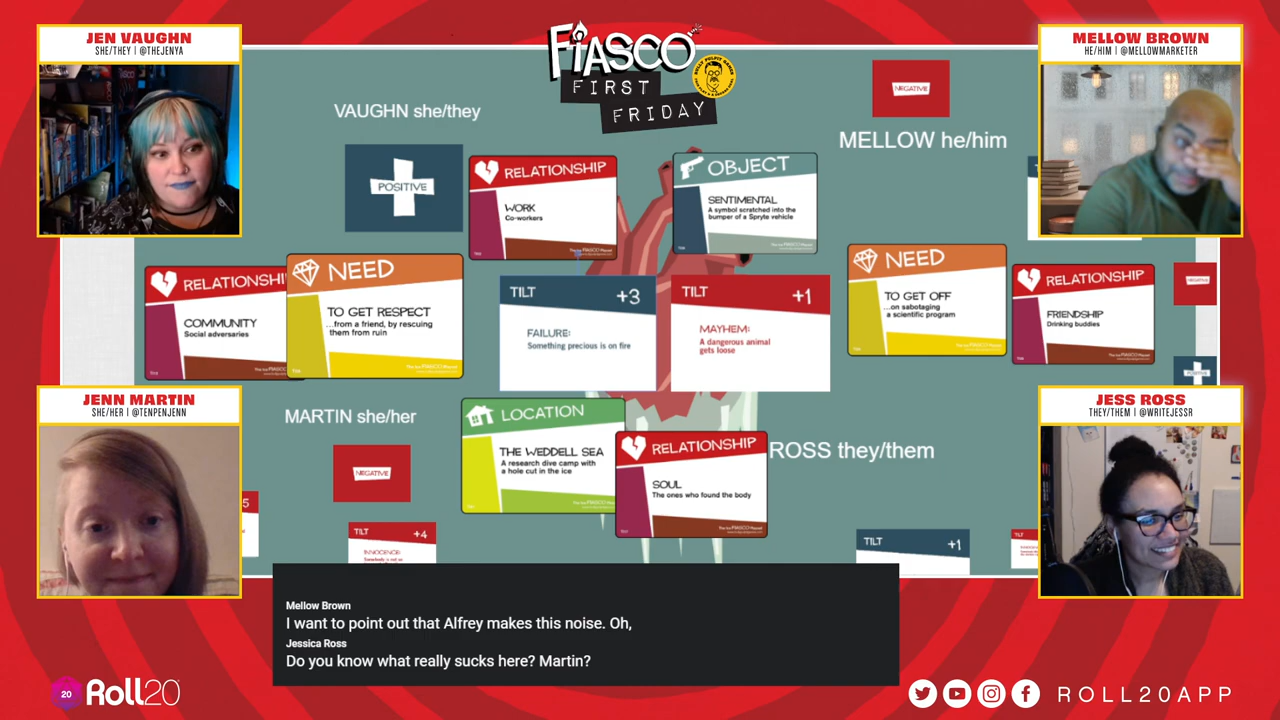 JEN VAUGHN
SHE/THEY | @THEJENYA
FiASCO
FIRST
FRIDAY
MELLOW BROWN
HE/HIM | @MELLOWMARKETER
VAUGHN she/they
POSITIVE
RELATIONSHIP
WORK
Co-workers
OBJECT
SENTIMENTAL
A symbol scratched into the
bumper of a Spryte vehicle
NEGATIVE
MELLOW he/him
RELATIONSHI
COMMUNITY
Social adversaries
NEED
TO GET RESPECT
...from a friend, by rescuing
them from ruin
TILT +3
FAILURE:
Something precious is on fire
TILT +1
MAYHEM:
A dangerous animal
gets loose
NEED
TO GET OFF
...on sabotaging
a scientific program
RELATIONSHIP
FRIENDSHIP
Drinking buddies
NEGATIVE
POSITIVE
JENN MARTIN
SHE/HER | @TENPENJENN
MARTIN she/her
NEGATIVE
5
TILT +4
INNOCENCE:
LOCATION
THE WEDDELL SEA
A research dive camp with
a hole cut in the ice
RELATIONSHIP
SOUL
The ones who found the body
ROSS they/them
TILT +1
TILT
JESS ROSS
THEY/THEM | @WRITEJESSR
Mellow Brown
I want to point out that Alfrey makes this noise. Oh,
Jessica Ross
Do you know what really sucks here? Martin?
20 Roll20
ROLL20APP